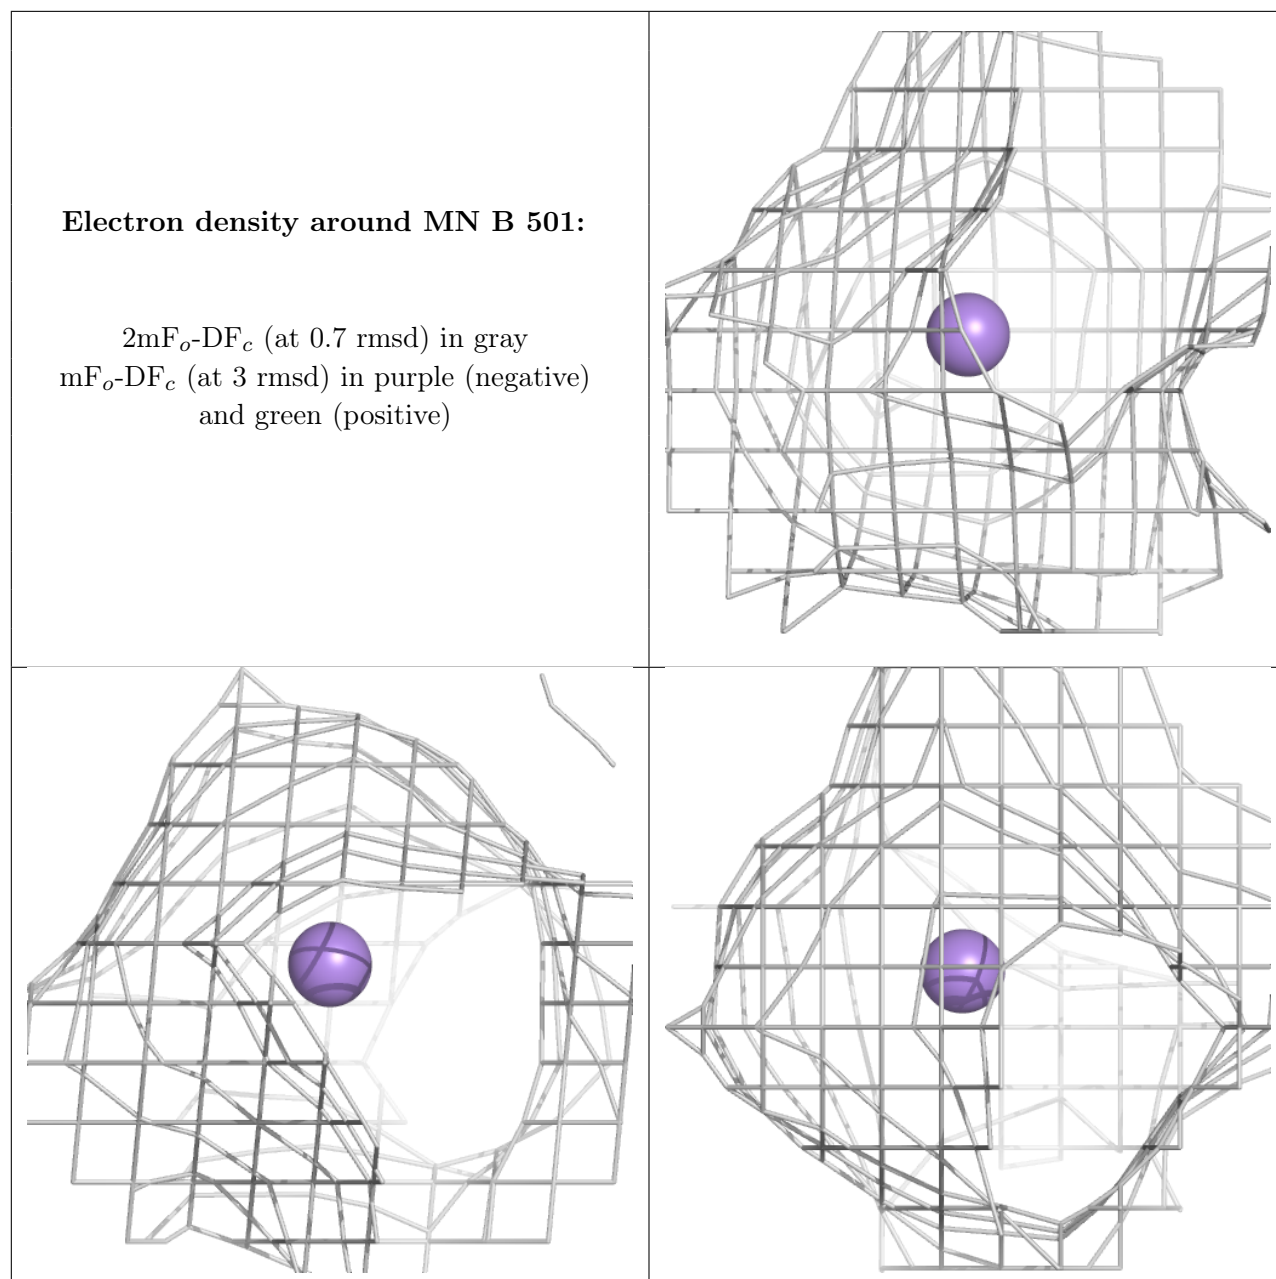 Electron density around MN B 501:
2mFₒ-DF𝒸 (at 0.7 rmsd) in gray
mFₒ-DF𝒸 (at 3 rmsd) in purple (negative)
and green (positive)